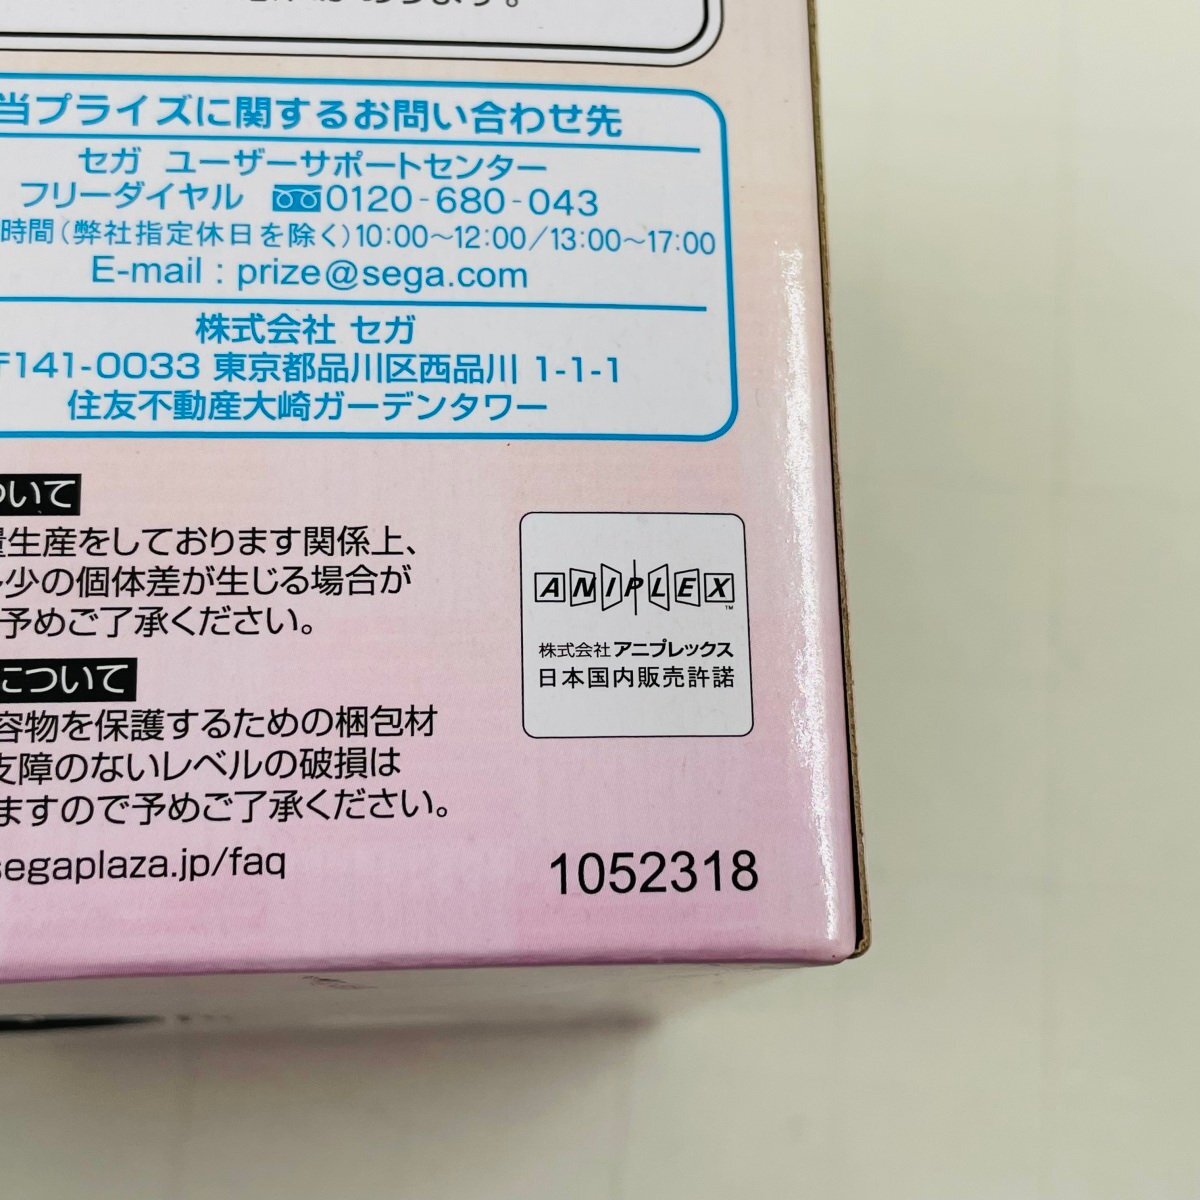 があります。
当プライズに関するお問い合わせ先
セガ ユーザーサポートセンター
フリーダイヤル 0120-680-043
時間(弊社指定休日を除く)10:00〜12:00/13:00〜17:00
E-mail : prize@sega.com
株式会社 セガ
〒141-0033 東京都品川区西品川 1-1-1
住友不動産大崎ガーデンタワー
ついて
量生産をしております関係上、
多少の個体差が生じる場合が
予めご了承ください。
ANIPLEX™
株式会社 アニプレックス
日本国内販売許諾
について
容物を保護するための梱包材
支障のないレベルの破損は
ますので予めご了承ください。
segaplaza.jp/faq
1052318